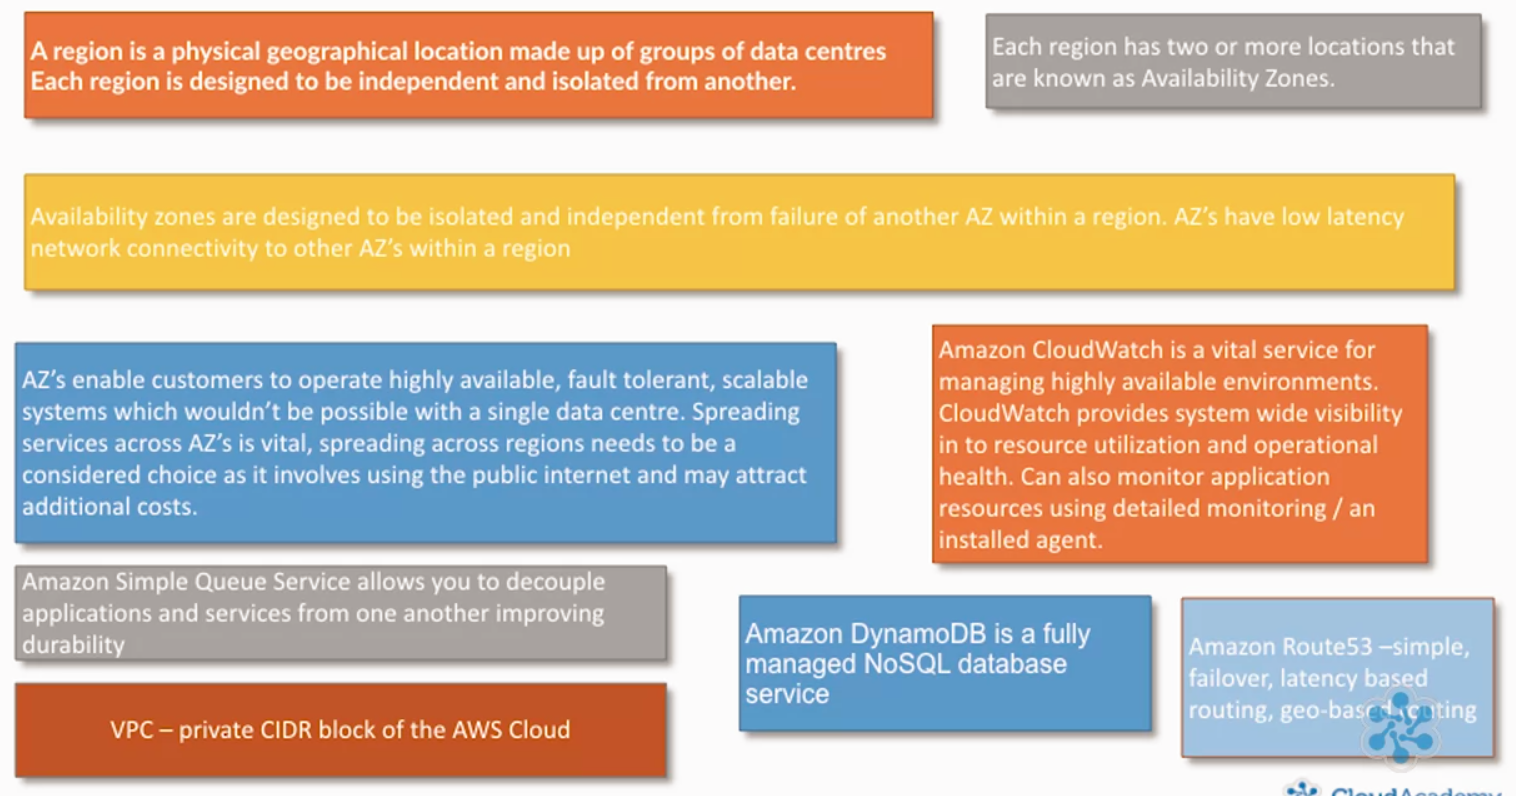 A region is a physical geographical location made up of groups of data centres
Each region is designed to be independent and isolated from another.
Each region has two or more locations that
are known as Availability Zones.
Availability zones are designed to be isolated and independent from failure of another AZ within a region. AZ’s have low latency
network connectivity to other AZ’s within a region
AZ’s enable customers to operate highly available, fault tolerant, scalable
systems which wouldn’t be possible with a single data centre. Spreading
services across AZ’s is vital, spreading across regions needs to be a
considered choice as it involves using the public internet and may attract
additional costs.
Amazon CloudWatch is a vital service for
managing highly available environments.
CloudWatch provides system wide visibility
in to resource utilization and operational
health. Can also monitor application
resources using detailed monitoring / an
installed agent.
Amazon Simple Queue Service allows you to decouple
applications and services from one another improving
durability
Amazon DynamoDB is a fully
managed NoSQL database
service
Amazon Route53 –simple,
failover, latency based
routing, geo-based routing
VPC – private CIDR block of the AWS Cloud
CloudAcademy